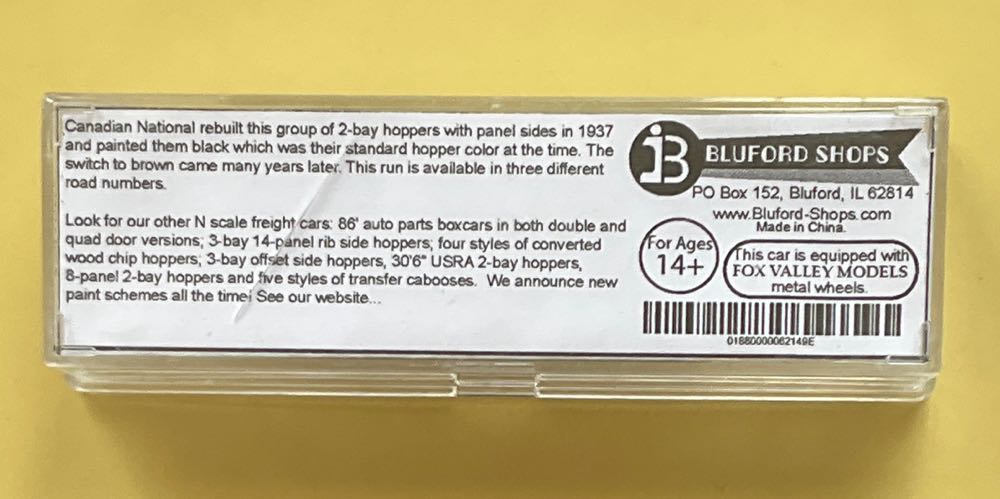 Canadian National rebuilt this group of 2-bay hoppers with panel sides in 1937
and painted them black which was their standard hopper color at the time. The
switch to brown came many years later. This run is available in three different
road numbers.
Look for our other N scale freight cars: 86' auto parts boxcars in both double and
quad door versions; 3-bay 14-panel rib side hoppers; four styles of converted
wood chip hoppers; 3-bay offset side hoppers, 30'6" USRA 2-bay hoppers,
8-panel 2-bay hoppers and five styles of transfer cabooses. We announce new
paint schemes all the time! See our website...
B
BLUFORD SHOPS
PO Box 152, Bluford, IL 62814
www.Bluford-Shops.com
Made in China.
For Ages
14+
This car is equipped with
FOX VALLEY MODELS
metal wheels.
01880000062149E